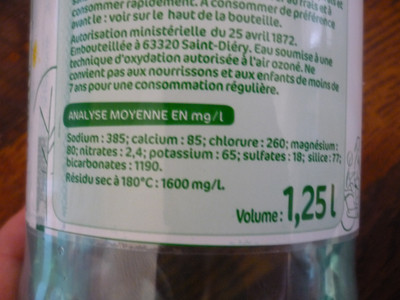 consommer rapidement. À consommer de préférence
avant le : voir sur le haut de la bouteille.
Autorisation ministérielle du 25 avril 1872.
Embouteillée à 63320 Saint-Diéry. Eau soumise à une
technique d'oxydation autorisée à l'air ozoné. Ne
convient pas aux nourrissons et aux enfants de moins de
7 ans pour une consommation régulière.
ANALYSE MOYENNE EN mg/l
Sodium : 385; calcium : 85; chlorure : 260; magnésium :
80; nitrates : 2,4; potassium : 65; sulfates : 18; silice : 77;
bicarbonates : 1190.
Résidu sec à 180°C : 1600 mg/l.
Volume : 1,25 l